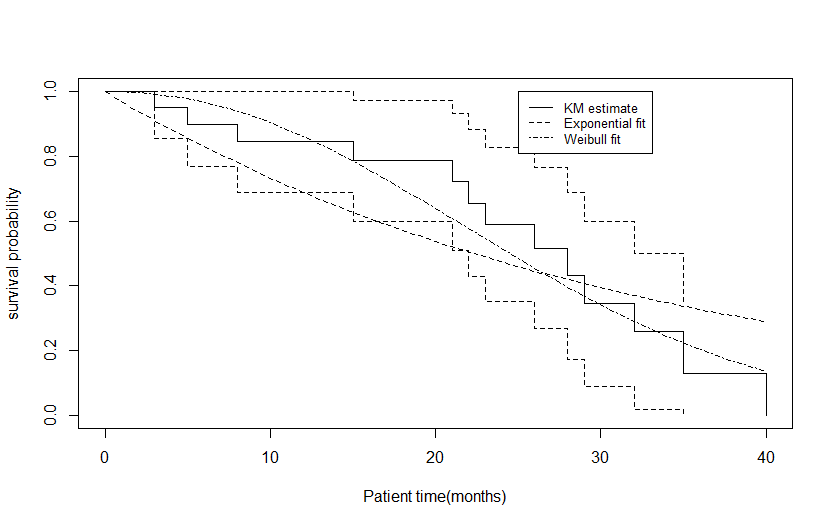 KM estimate
Exponential fit
Weibull fit
survival probability
1.0
0.8
0.6
0.4
0.2
0.0
0 10 20 30 40
Patient time(months)